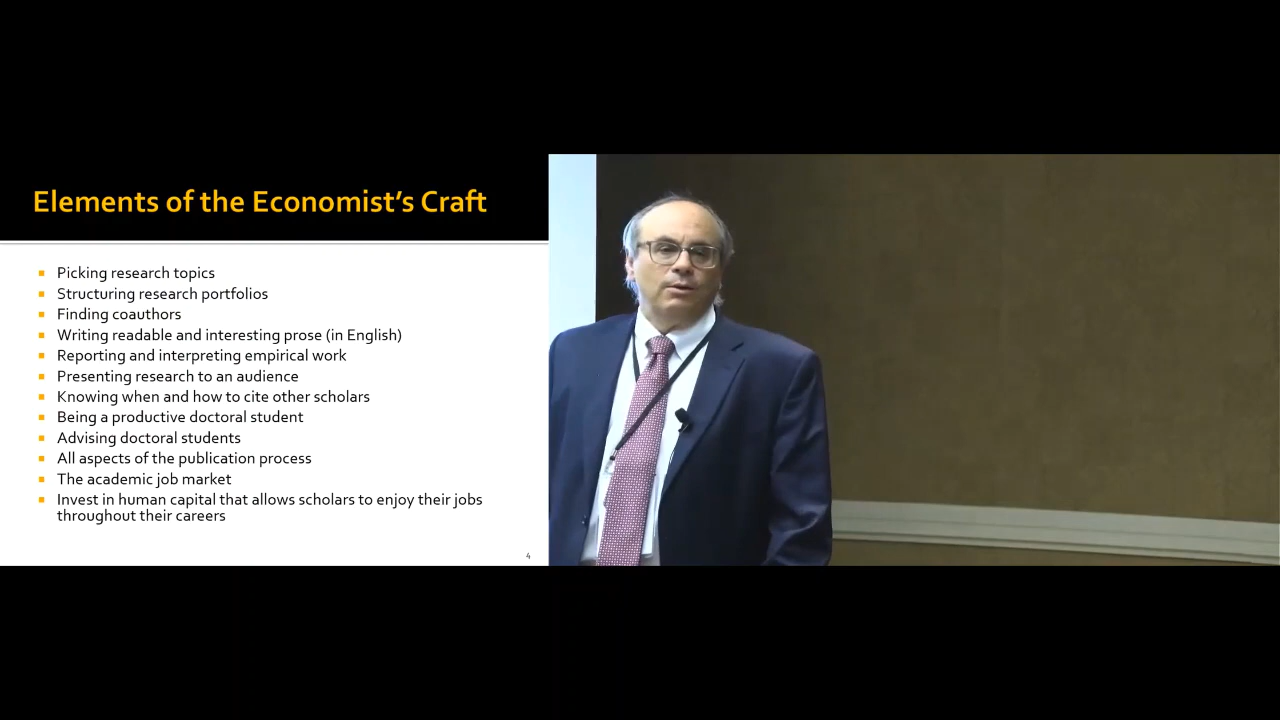 Elements of the Economist's Craft
Picking research topics
Structuring research portfolios
Finding coauthors
Writing readable and interesting prose (in English)
Reporting and interpreting empirical work
Presenting research to an audience
Knowing when and how to cite other scholars
Being a productive doctoral student
Advising doctoral students
All aspects of the publication process
The academic job market
Invest in human capital that allows scholars to enjoy their jobs
throughout their careers
4